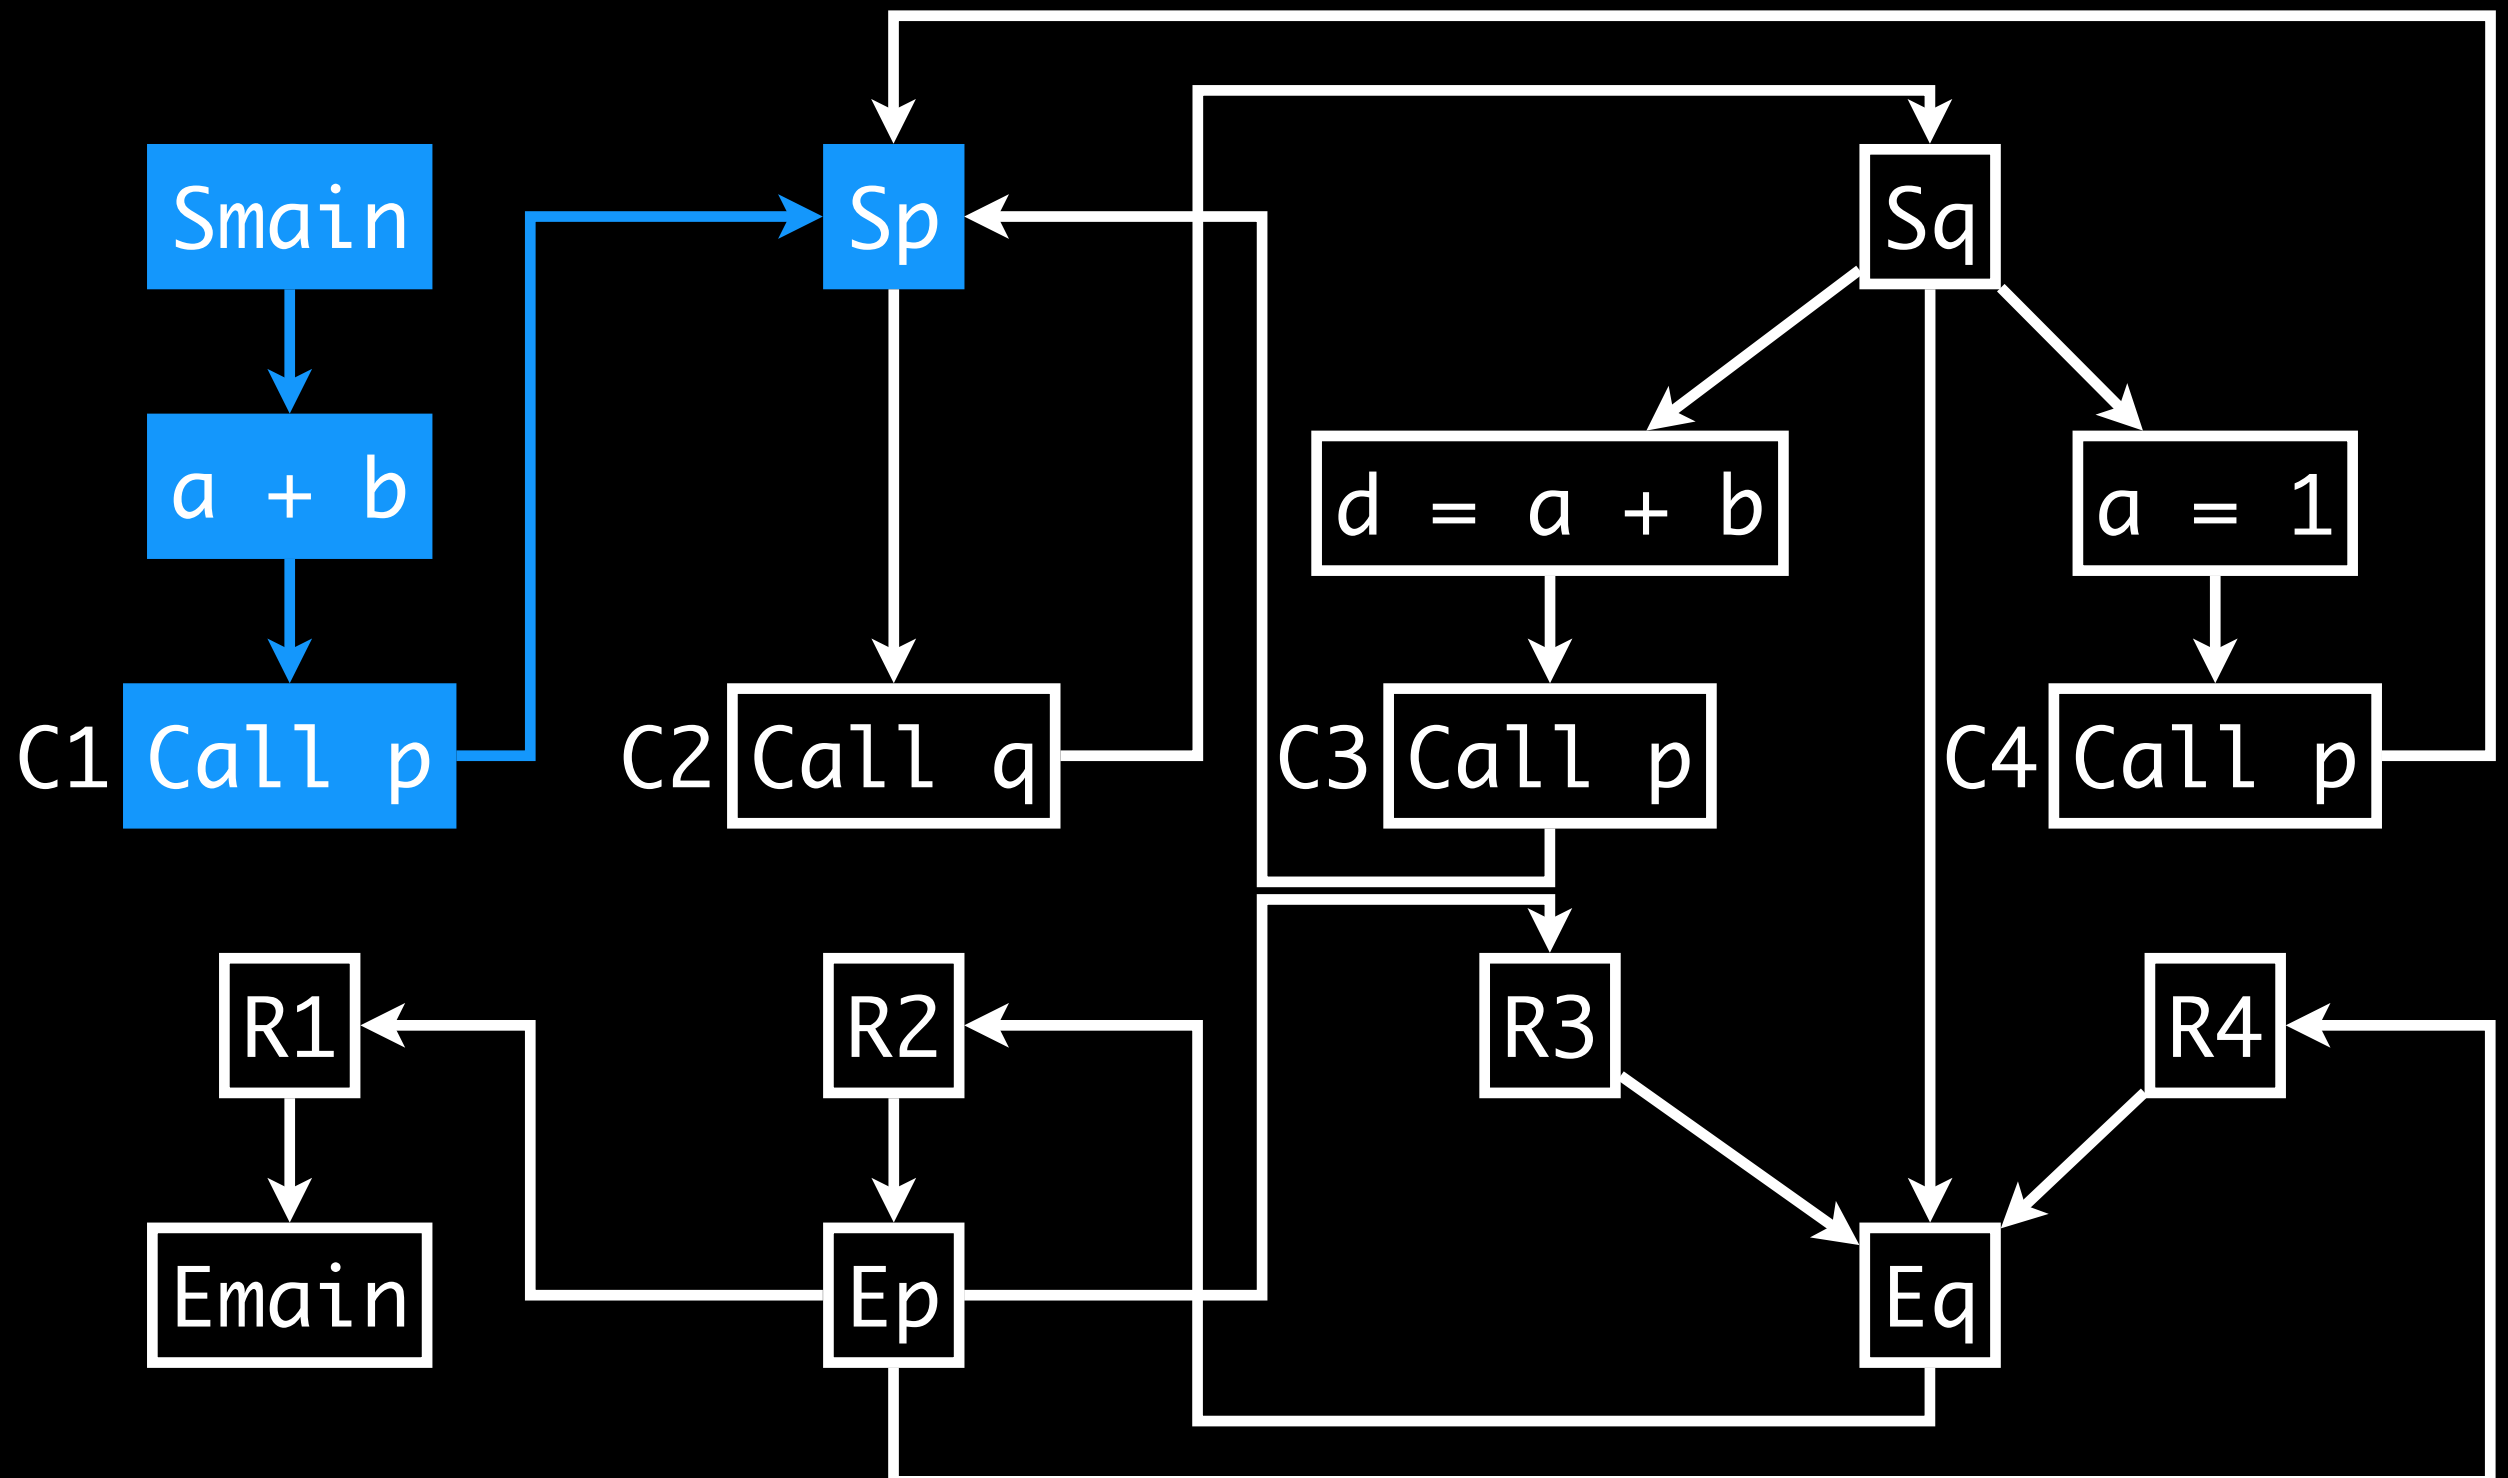 Smain
Sp
Sq
a + b
d = a + b
a = 1
C1 Call p
C2 Call q
C3 Call p
C4 Call p
R1
R2
R3
R4
Emain
Ep
Eq